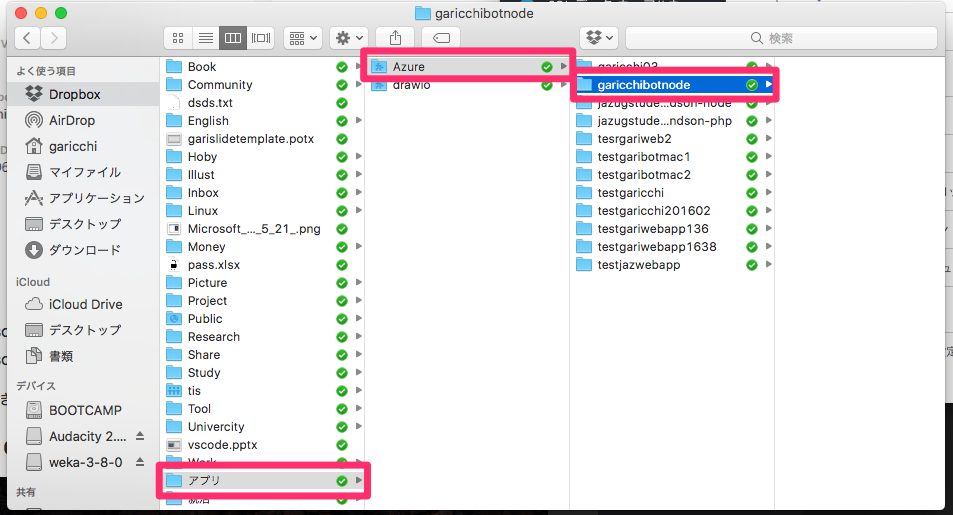 garicchibotnode
検索
よく使う項目
Dropbox
AirDrop
garicchi
マイファイル
アプリケーション
デスクトップ
ダウンロード
iCloud
iCloud Drive
デスクトップ
書類
デバイス
BOOTCAMP
Audacity 2....
weka-3-8-0
共有
Book
Community
dsds.txt
English
garislidetemplate.potx
Hoby
Illust
Inbox
Linux
Microsoft_..._5_21_.png
Money
pass.xlsx
Picture
Project
Public
Research
Share
Study
tis
Tool
Univercity
vscode.pptx
Work
アプリ
就活
Azure
drawio
garicchi03
garicchibotnode
jazugstude...ndson-node
jazugstude...ndson-php
tesrgariweb2
testgaribotmac1
testgaribotmac2
testgaricchi
testgaricchi201602
testgariwebapp136
testgariwebapp1638
testjazwebapp